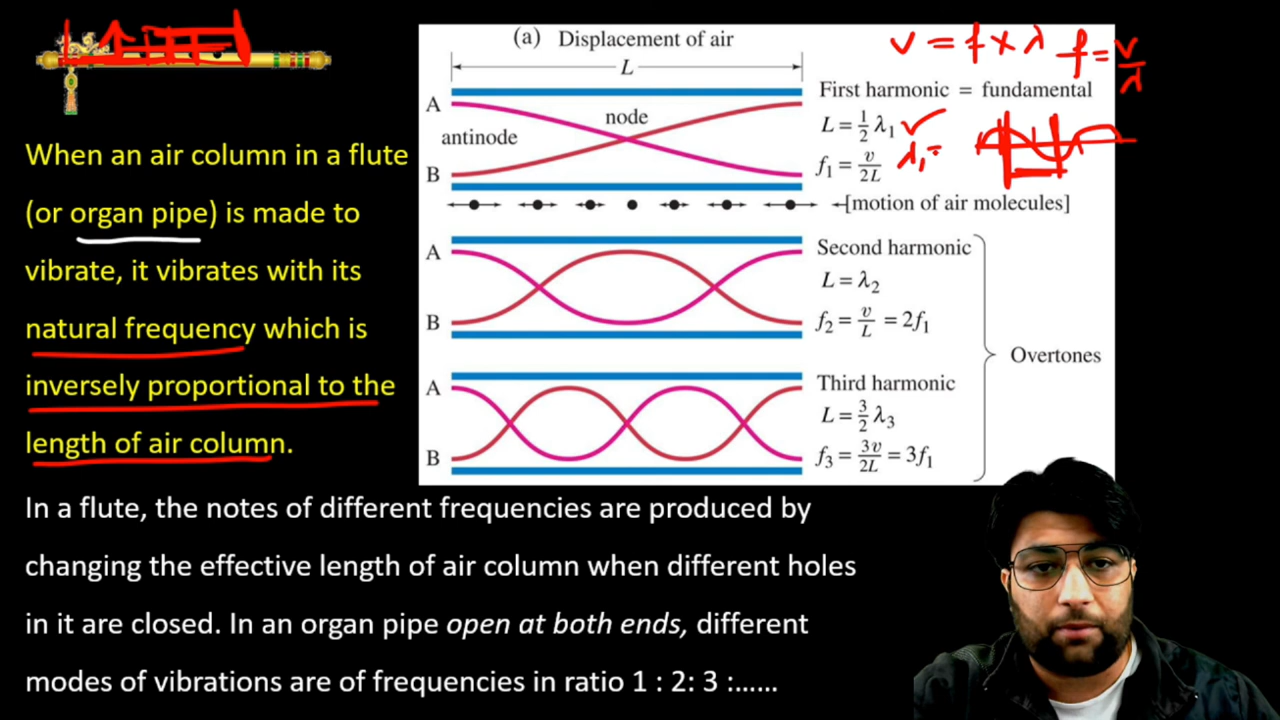 (a) Displacement of air
v = f × λ f = v/λ
L
A
B
antinode
node
First harmonic = fundamental
L = 1/2 λ₁
λ₁ =
f₁ = v/2L
[motion of air molecules]
A
B
Second harmonic
L = λ₂
f₂ = v/L = 2f₁
A
B
Third harmonic
L = 3/2 λ₃
f₃ = 3v/2L = 3f₁
Overtones
When an air column in a flute
(or organ pipe) is made to
vibrate, it vibrates with its
natural frequency which is
inversely proportional to the
length of air column.
In a flute, the notes of different frequencies are produced by
changing the effective length of air column when different holes
in it are closed. In an organ pipe open at both ends, different
modes of vibrations are of frequencies in ratio 1 : 2: 3 :......